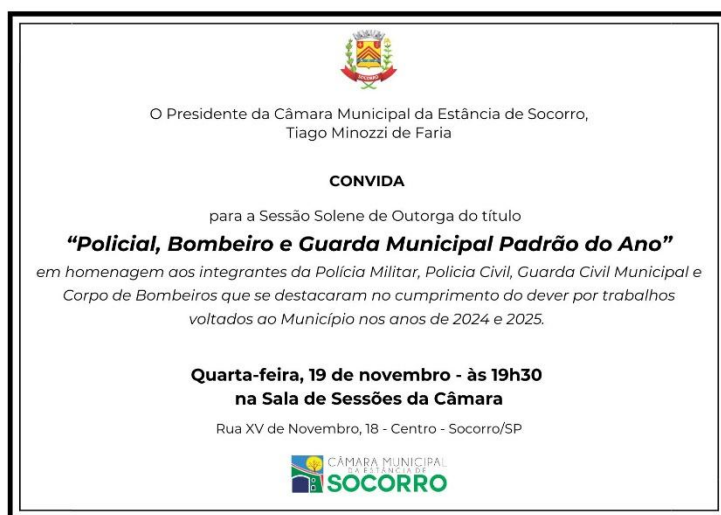 SOCORRO
O Presidente da Câmara Municipal da Estância de Socorro,
Tiago Minozzi de Faria
CONVIDA
para a Sessão Solene de Outorga do título
“Policial, Bombeiro e Guarda Municipal Padrão do Ano”
em homenagem aos integrantes da Polícia Militar, Policia Civil, Guarda Civil Municipal e
Corpo de Bombeiros que se destacaram no cumprimento do dever por trabalhos
voltados ao Município nos anos de 2024 e 2025.
Quarta-feira, 19 de novembro - às 19h30
na Sala de Sessões da Câmara
Rua XV de Novembro, 18 - Centro - Socorro/SP
CÂMARA MUNICIPAL
DA ESTÂNCIA DE
SOCORRO